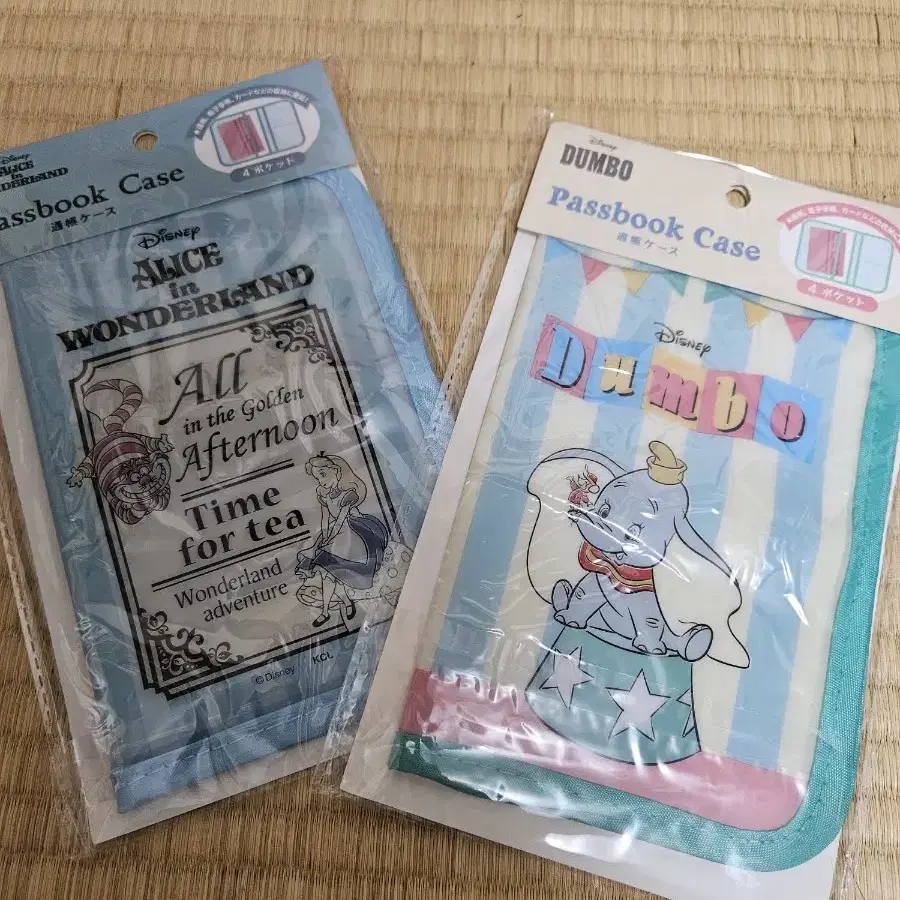 Disney
ALICE
in
WONDERLAND
Passbook Case
通帳ケース
4ポケット
Disney
ALICE
in
WONDERLAND
All
in the Golden
Afternoon
Time
for tea
Wonderland
adventure
©Disney KCL
Disney
DUMBO
Passbook Case
通帳ケース
4ポケット
Disney
Dumbo